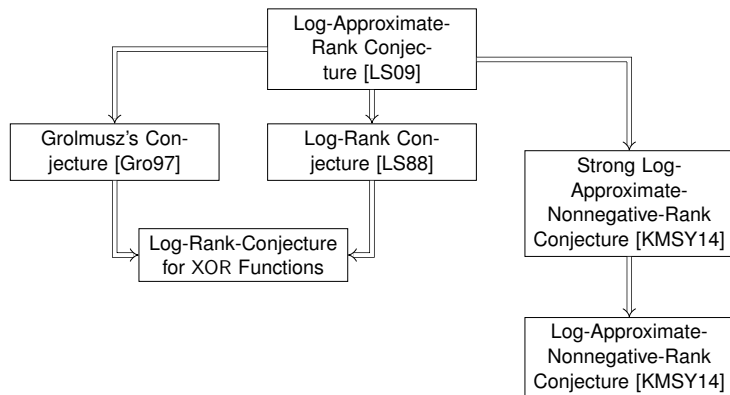 Log-Approximate-
Rank Conjec-
ture [LS09]
Grolmusz's Con-
jecture [Gro97]
Log-Rank Con-
jecture [LS88]
Strong Log-
Approximate-
Nonnegative-Rank
Conjecture [KMSY14]
Log-Rank-Conjecture
for XOR Functions
Log-Approximate-
Nonnegative-Rank
Conjecture [KMSY14]